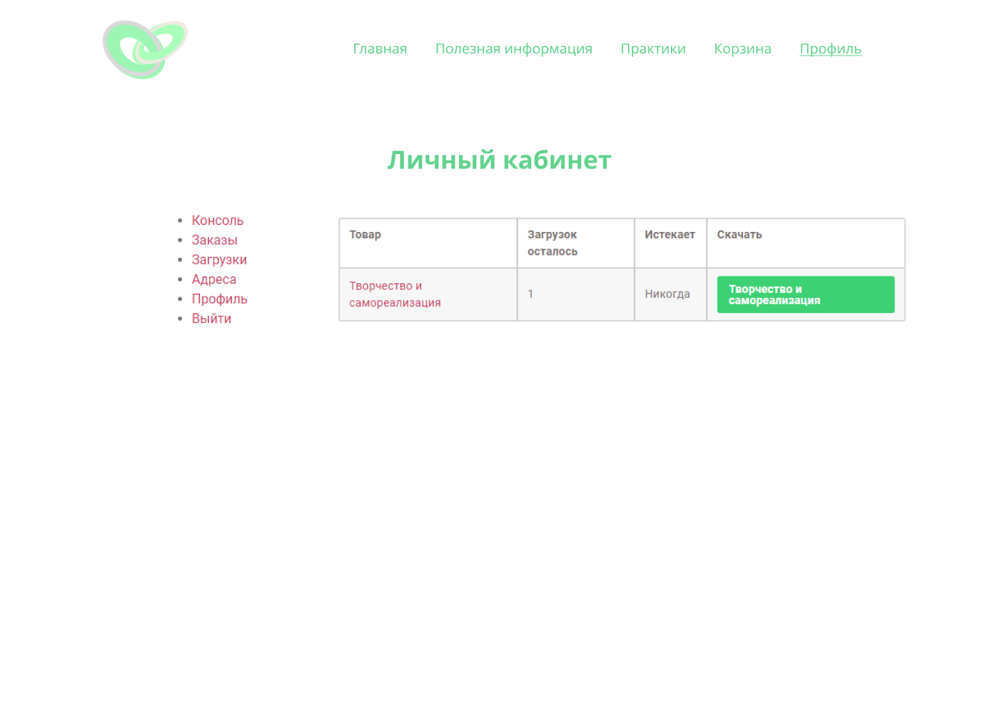 Главная Полезная информация Практики Корзина Профиль
Личный кабинет
Консоль
Заказы
Загрузки
Адреса
Профиль
Выйти
Товар
Загрузок
осталось
Истекает
Скачать
Творчество и
самореализация
1
Никогда
Творчество и
самореализация